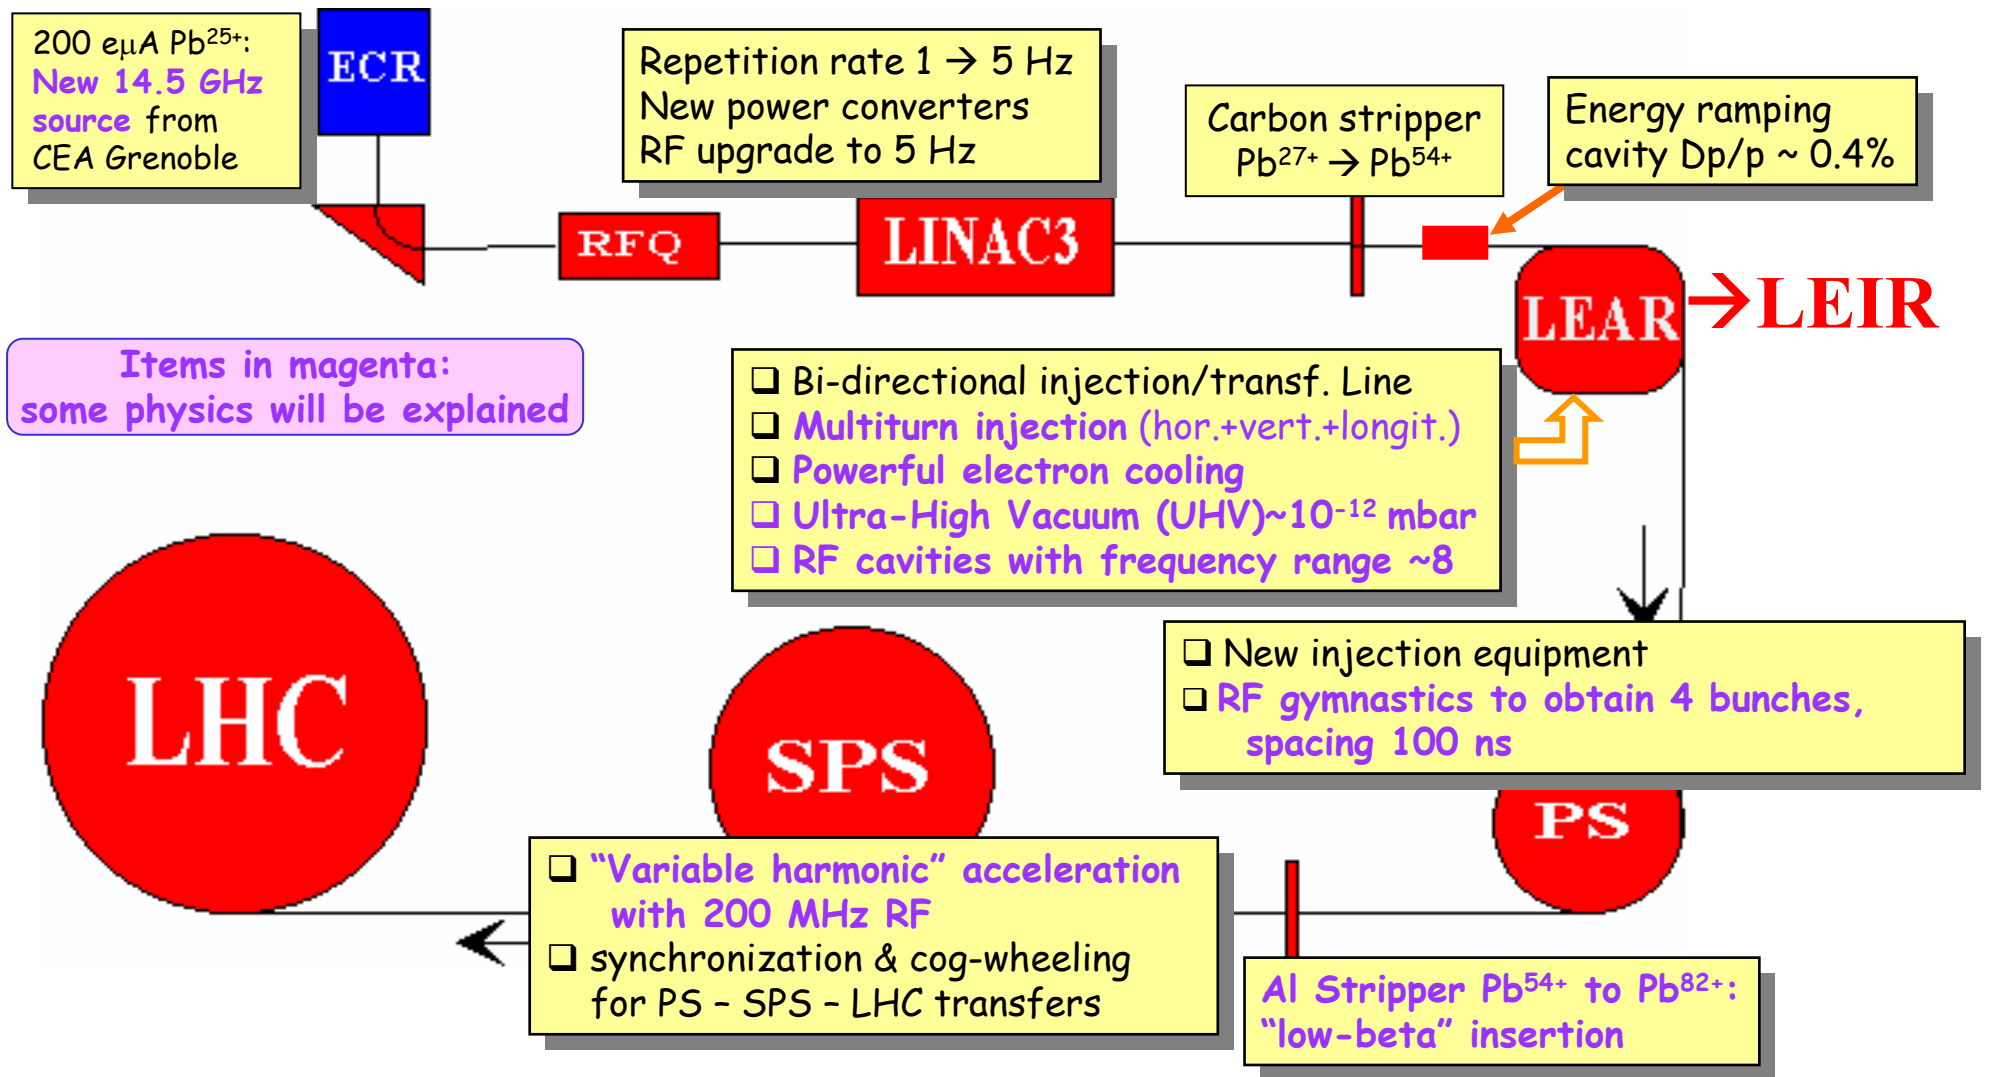 200 eμA Pb25+:
New 14.5 GHz
source from
CEA Grenoble
ECR
Repetition rate 1 → 5 Hz
New power converters
RF upgrade to 5 Hz
Carbon stripper
Pb27+ → Pb54+
Energy ramping
cavity Dp/p ~ 0.4%
RFQ
LINAC3
LEAR
→LEIR
Items in magenta:
some physics will be explained
❑ Bi-directional injection/transf. Line
❑ Multiturn injection (hor.+vert.+longit.)
❑ Powerful electron cooling
❑ Ultra-High Vacuum (UHV)~10-12 mbar
❑ RF cavities with frequency range ~8
❑ New injection equipment
❑ RF gymnastics to obtain 4 bunches,
spacing 100 ns
LHC
SPS
PS
❑ “Variable harmonic” acceleration
with 200 MHz RF
❑ synchronization & cog-wheeling
for PS – SPS – LHC transfers
Al Stripper Pb54+ to Pb82+:
“low-beta” insertion